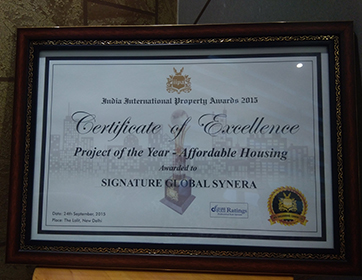 India International Property Awards 2015
Certificate of Excellence
Project of the Year - Affordable Housing
Awarded to
SIGNATURE GLOBAL SYNERA
Date: 24th September, 2015
Place: The Lalit, New Delhi
Ratings